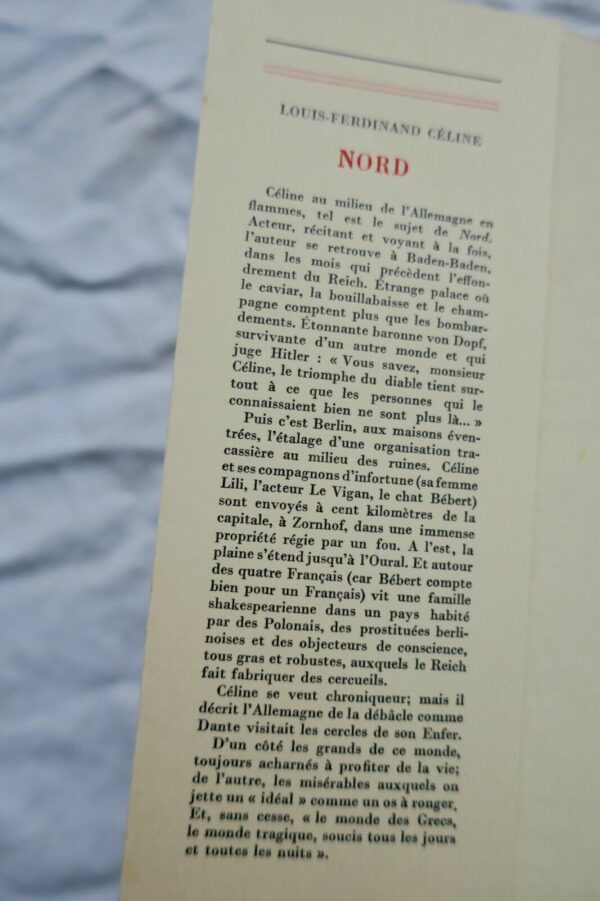 LOUIS-FERDINAND CÉLINE
NORD
Céline au milieu de l'Allemagne en
flammes, tel est le sujet de Nord.
Acteur, récitant et voyant à la fois,
l'auteur se retrouve à Baden-Baden,
dans les mois qui précèdent l'effon-
drement du Reich. Étrange palace où
le caviar, la bouillabaisse et le cham-
pagne comptent plus que les bombar-
dements. Étonnante baronne von Dopf,
survivante d'un autre monde et qui
juge Hitler : « Vous savez, monsieur
Céline, le triomphe du diable tient sur-
tout à ce que les personnes qui le
connaissaient bien ne sont plus là... »
Puis c'est Berlin, aux maisons éven-
trées, l'étalage d'une organisation tra-
cassière au milieu des ruines. Céline
et ses compagnons d'infortune (sa femme
Lili, l'acteur Le Vigan, le chat Bébert)
sont envoyés à cent kilomètres de la
capitale, à Zornhof, dans une immense
propriété régie par un fou. A l'est, la
plaine s'étend jusqu'à l'Oural. Et autour
des quatre Français (car Bébert compte
bien pour un Français) vit une famille
shakespearienne dans un pays habité
par des Polonais, des prostituées berli-
noises et des objecteurs de conscience,
tous gras et robustes, auxquels le Reich
fait fabriquer des cercueils.
Céline se veut chroniqueur; mais il
décrit l'Allemagne de la débâcle comme
Dante visitait les cercles de son Enfer.
D'un côté les grands de ce monde,
toujours acharnés à profiter de la vie;
de l'autre, les misérables auxquels on
jette un « idéal » comme un os à ronger.
Et, sans cesse, « le monde des Grecs,
le monde tragique, soucis tous les jours
et toutes les nuits ».